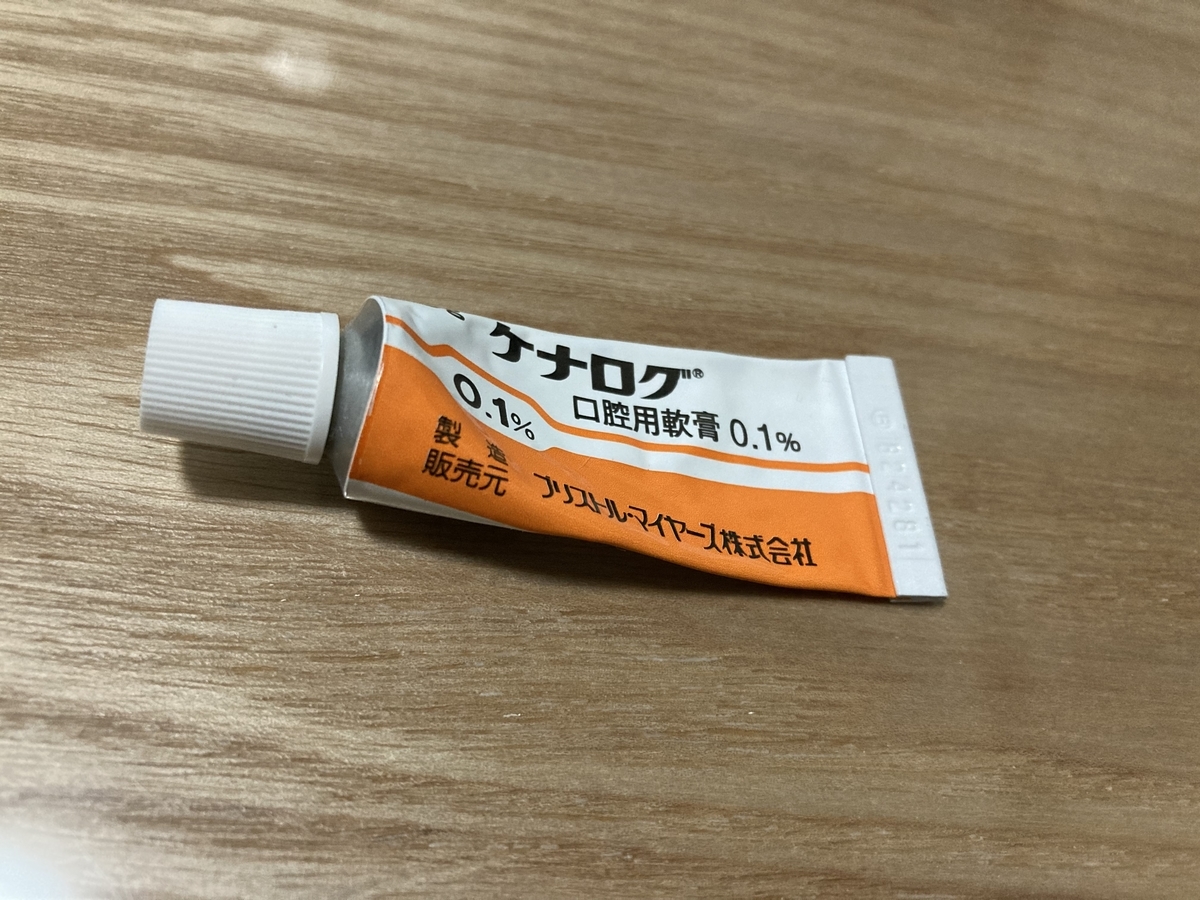 ケナログ®
口腔用軟膏 0.1%
0.1%
製造
販売元 ブリストル・マイヤーズ株式会社